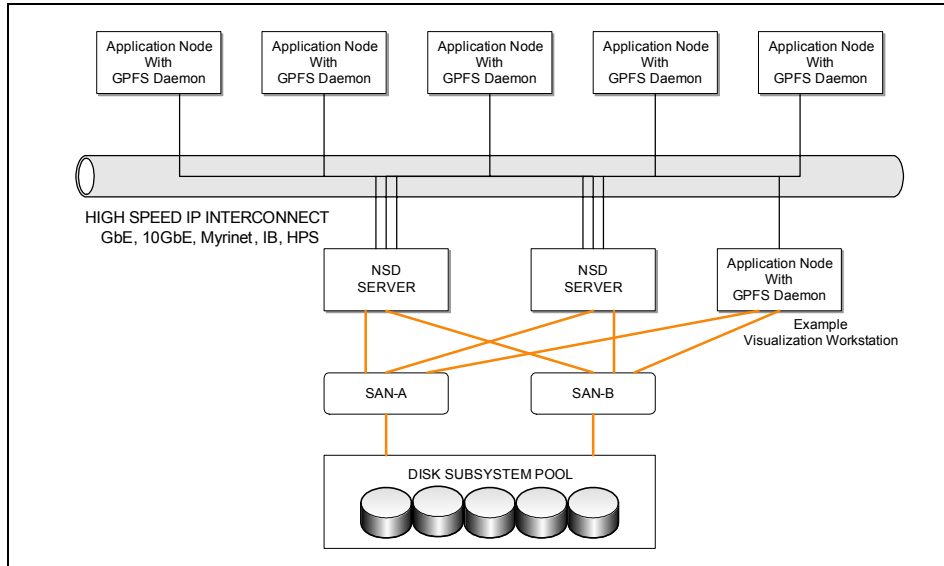 Application Node
With
GPFS Daemon
Application Node
With
GPFS Daemon
Application Node
With
GPFS Daemon
Application Node
With
GPFS Daemon
Application Node
With
GPFS Daemon
HIGH SPEED IP INTERCONNECT
GbE, 10GbE, Myrinet, IB, HPS
NSD
SERVER
NSD
SERVER
Application Node
With
GPFS Daemon
Example
Visualization Workstation
SAN-A
SAN-B
DISK SUBSYSTEM POOL